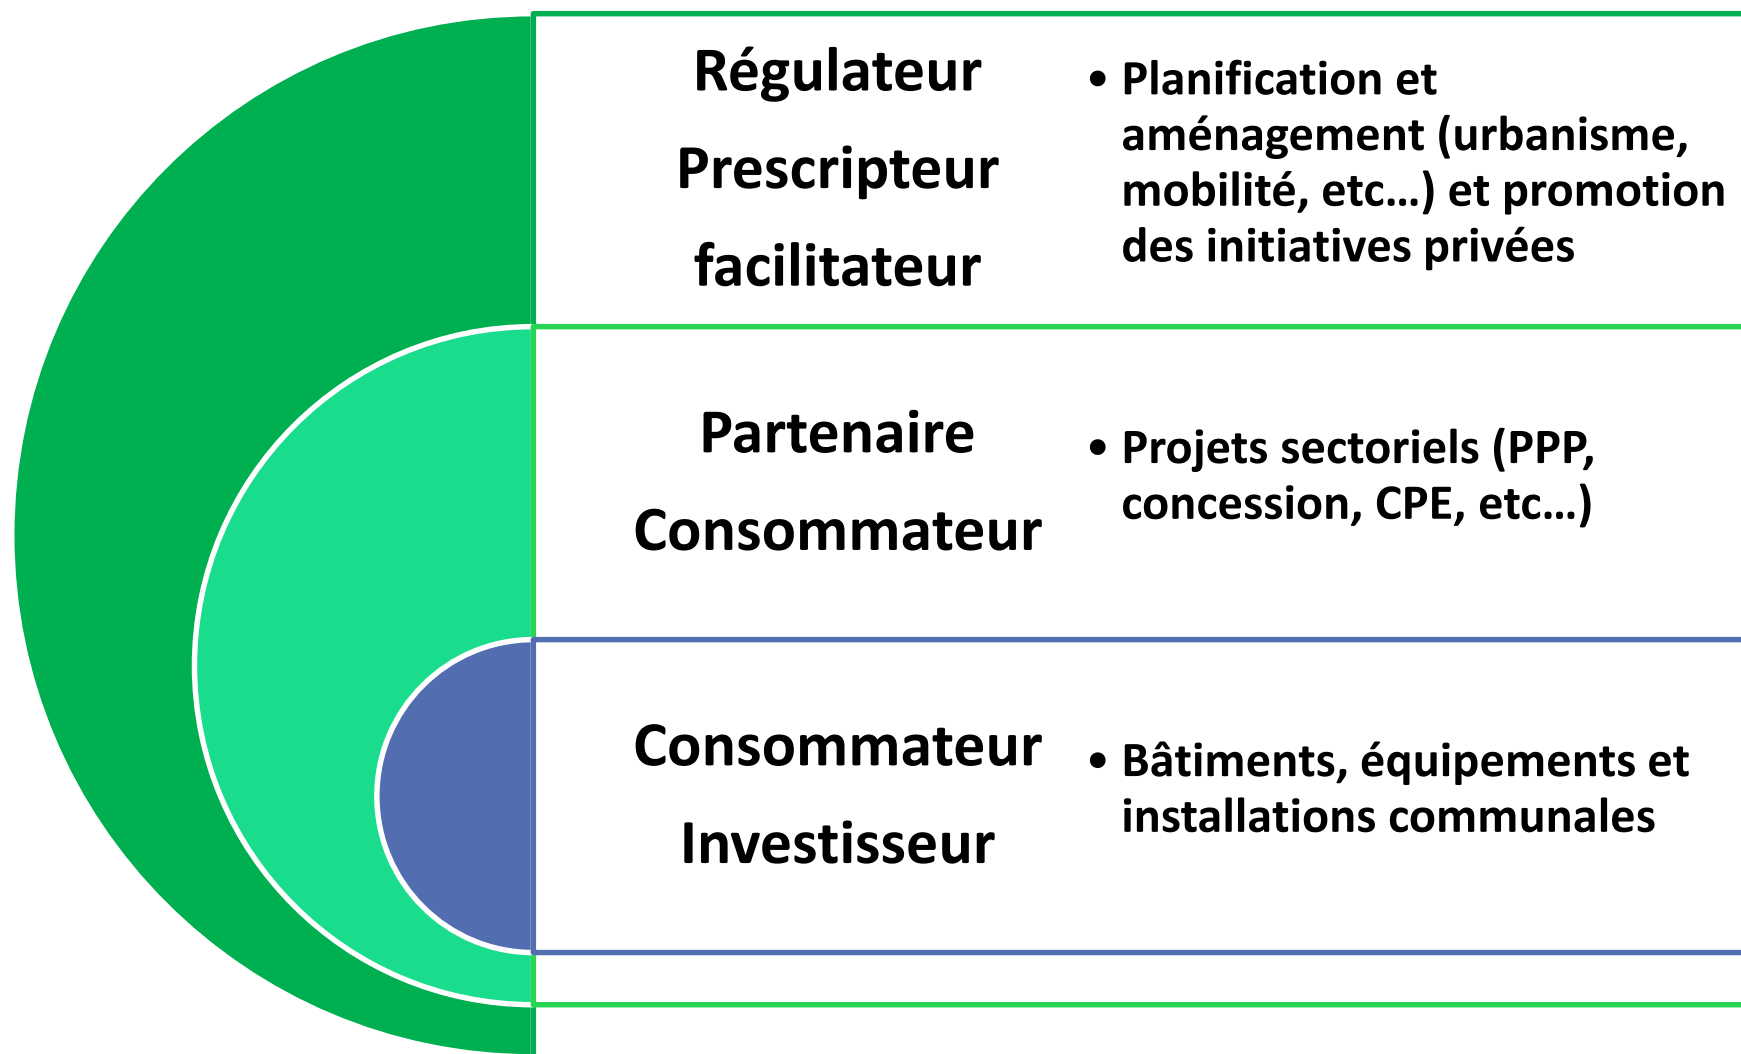 Régulateur
Prescripteur
facilitateur
• Planification et
aménagement (urbanisme,
mobilité, etc...) et promotion
des initiatives privées
Partenaire
Consommateur
• Projets sectoriels (PPP,
concession, CPE, etc...)
Consommateur
Investisseur
• Bâtiments, équipements et
installations communales